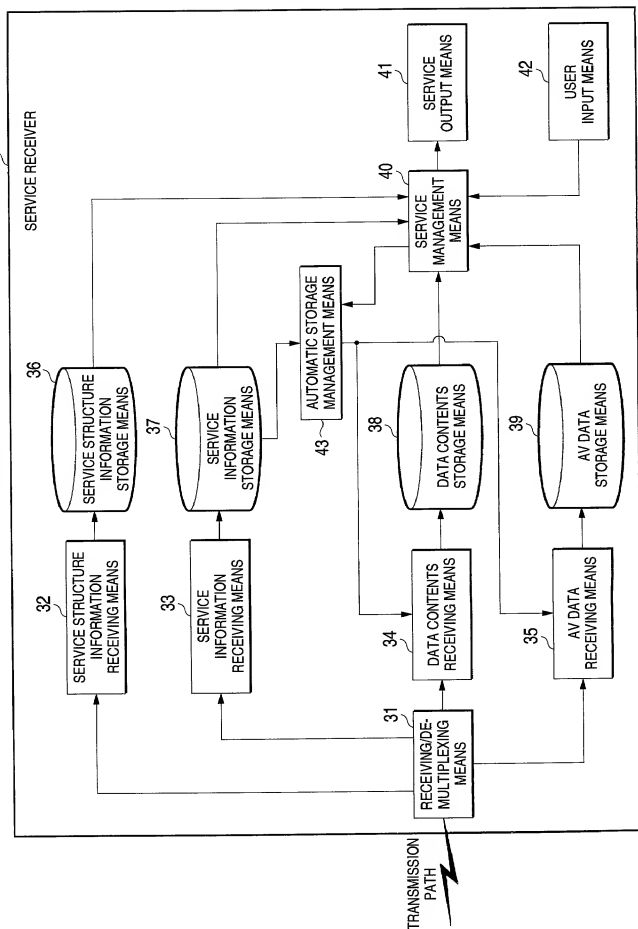 SERVICE RECEIVER
36
SERVICE STRUCTURE
INFORMATION
STORAGE MEANS
32
SERVICE STRUCTURE
INFORMATION
RECEIVING MEANS
37
SERVICE
INFORMATION
STORAGE MEANS
33
SERVICE
INFORMATION
RECEIVING MEANS
AUTOMATIC STORAGE
MANAGEMENT MEANS
43
41
SERVICE
OUTPUT MEANS
40
SERVICE
MANAGEMENT
MEANS
42
USER
INPUT MEANS
38
DATA CONTENTS
STORAGE MEANS
34
DATA CONTENTS
RECEIVING MEANS
39
AV DATA
STORAGE MEANS
35
AV DATA
RECEIVING MEANS
31
RECEIVING/DE-
MULTIPLEXING
MEANS
TRANSMISSION
PATH